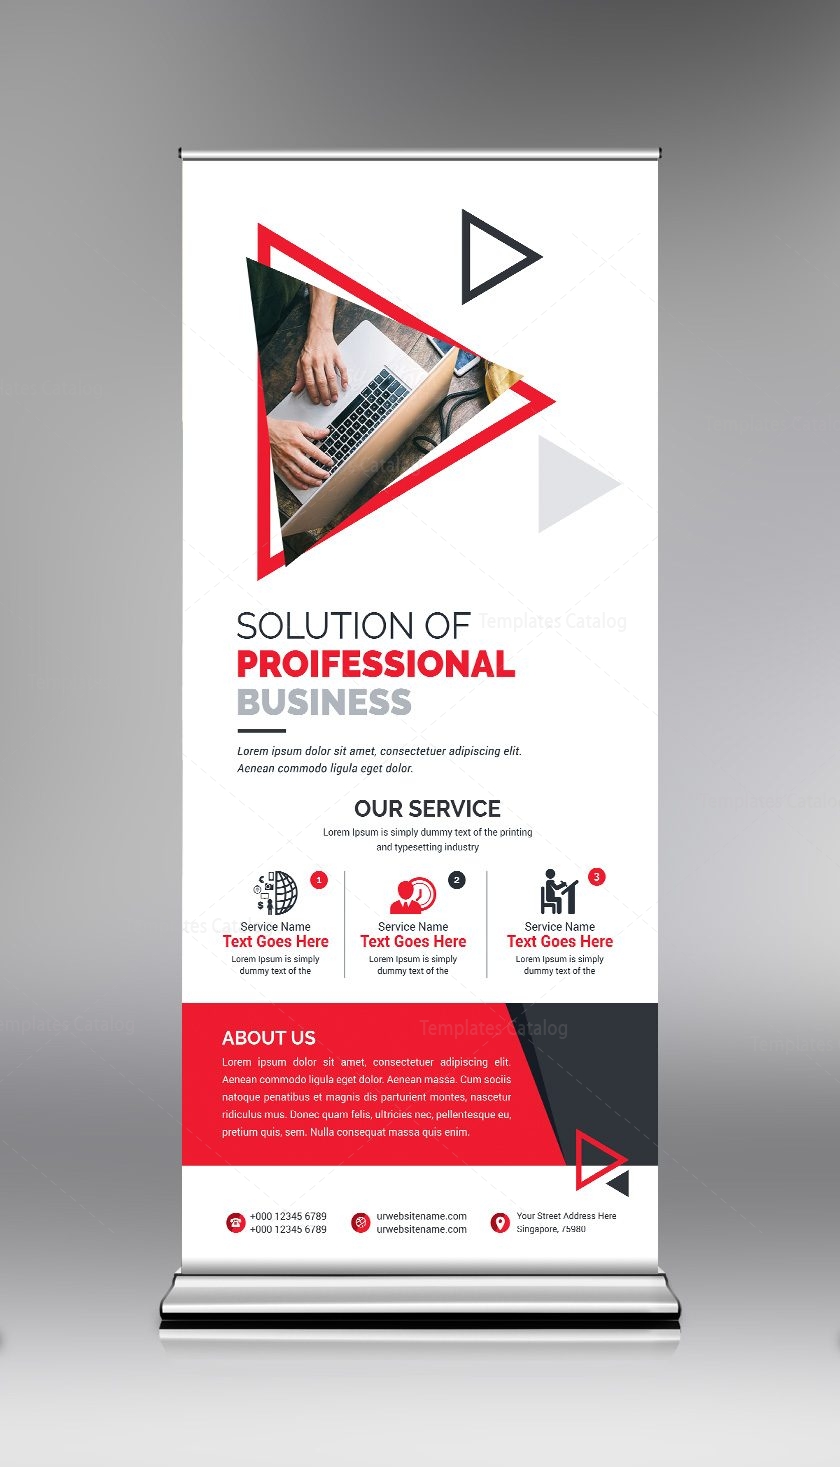 SOLUTION OF
PROIFESSIONAL
BUSINESS
Lorem ipsum dolor sit amet, consectetuer adipiscing elit.
Aenean commodo ligula eget dolor.
OUR SERVICE
Lorem Ipsum is simply dummy text of the printing
and typesetting industry
1
Service Name
Text Goes Here
Lorem Ipsum is simply
dummy text of the
2
Service Name
Text Goes Here
Lorem Ipsum is simply
dummy text of the
3
Service Name
Text Goes Here
Lorem Ipsum is simply
dummy text of the
ABOUT US
Lorem ipsum dolor sit amet, consectetuer adipiscing elit.
Aenean commodo ligula eget dolor. Aenean massa. Cum sociis
natoque penatibus et magnis dis parturient montes, nascetur
ridiculus mus. Donec quam felis, ultricies nec, pellentesque eu,
pretium quis, sem. Nulla consequat massa quis enim.
+000 12345 6789
+000 12345 6789
urwebsitename.com
urwebsitename.com
Your Street Address Here
Singapore, 75980
Templates Catalog
Templates Catalog
Templates Catalog